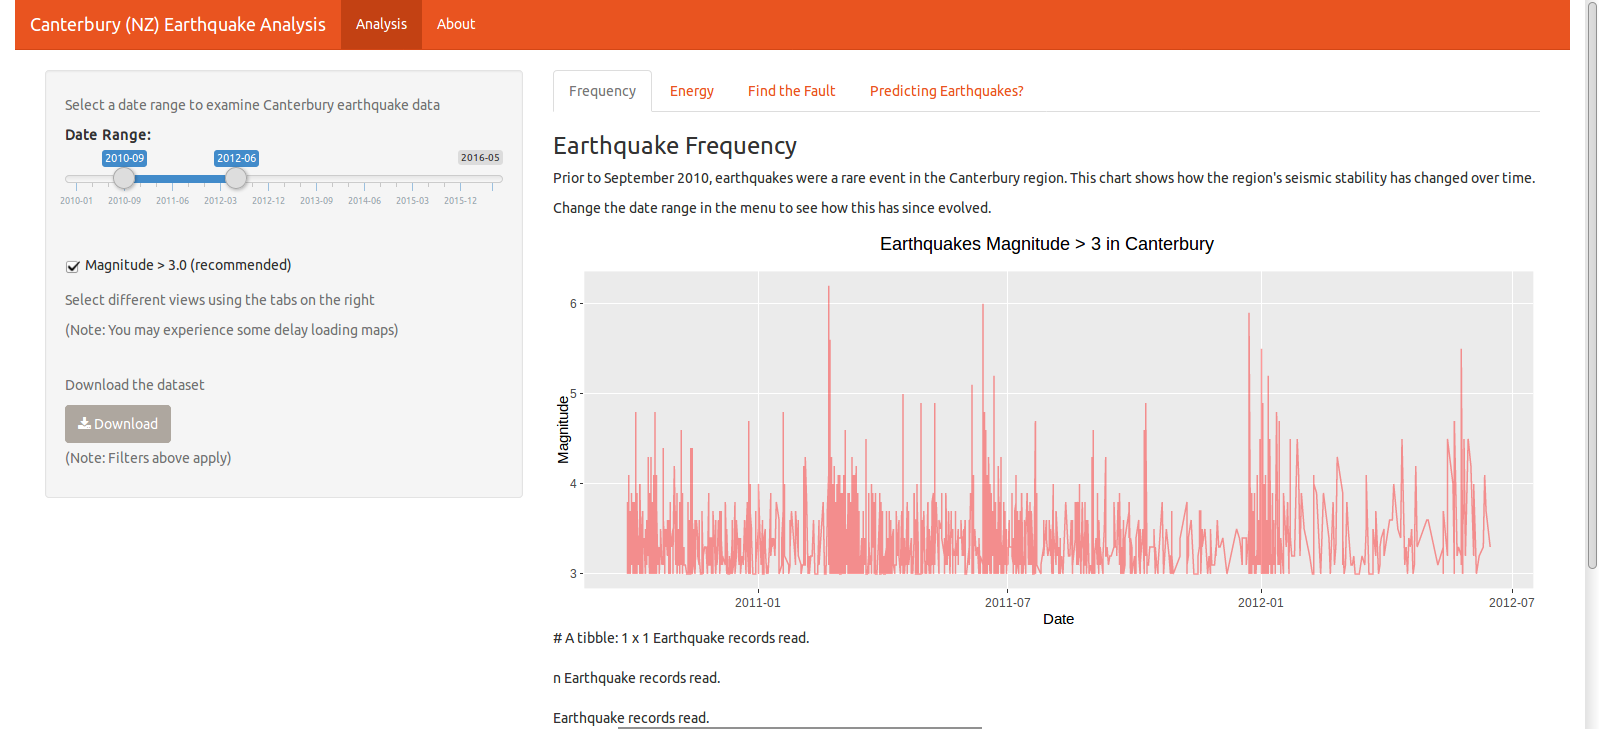 Canterbury (NZ) Earthquake Analysis Analysis About
Select a date range to examine Canterbury earthquake data
Date Range:
2010-09 2012-06 2016-05
2010-01 2010-09 2011-06 2012-03 2012-12 2013-09 2014-06 2015-03 2015-12
Magnitude > 3.0 (recommended)
Select different views using the tabs on the right
(Note: You may experience some delay loading maps)
Download the dataset
Download
(Note: Filters above apply)
Frequency Energy Find the Fault Predicting Earthquakes?
Earthquake Frequency
Prior to September 2010, earthquakes were a rare event in the Canterbury region. This chart shows how the region's seismic stability has changed over time.
Change the date range in the menu to see how this has since evolved.
Earthquakes Magnitude > 3 in Canterbury
Magnitude
6
5
4
3
2011-01 2011-07 2012-01 2012-07
Date
# A tibble: 1 x 1 Earthquake records read.
n Earthquake records read.
Earthquake records read.